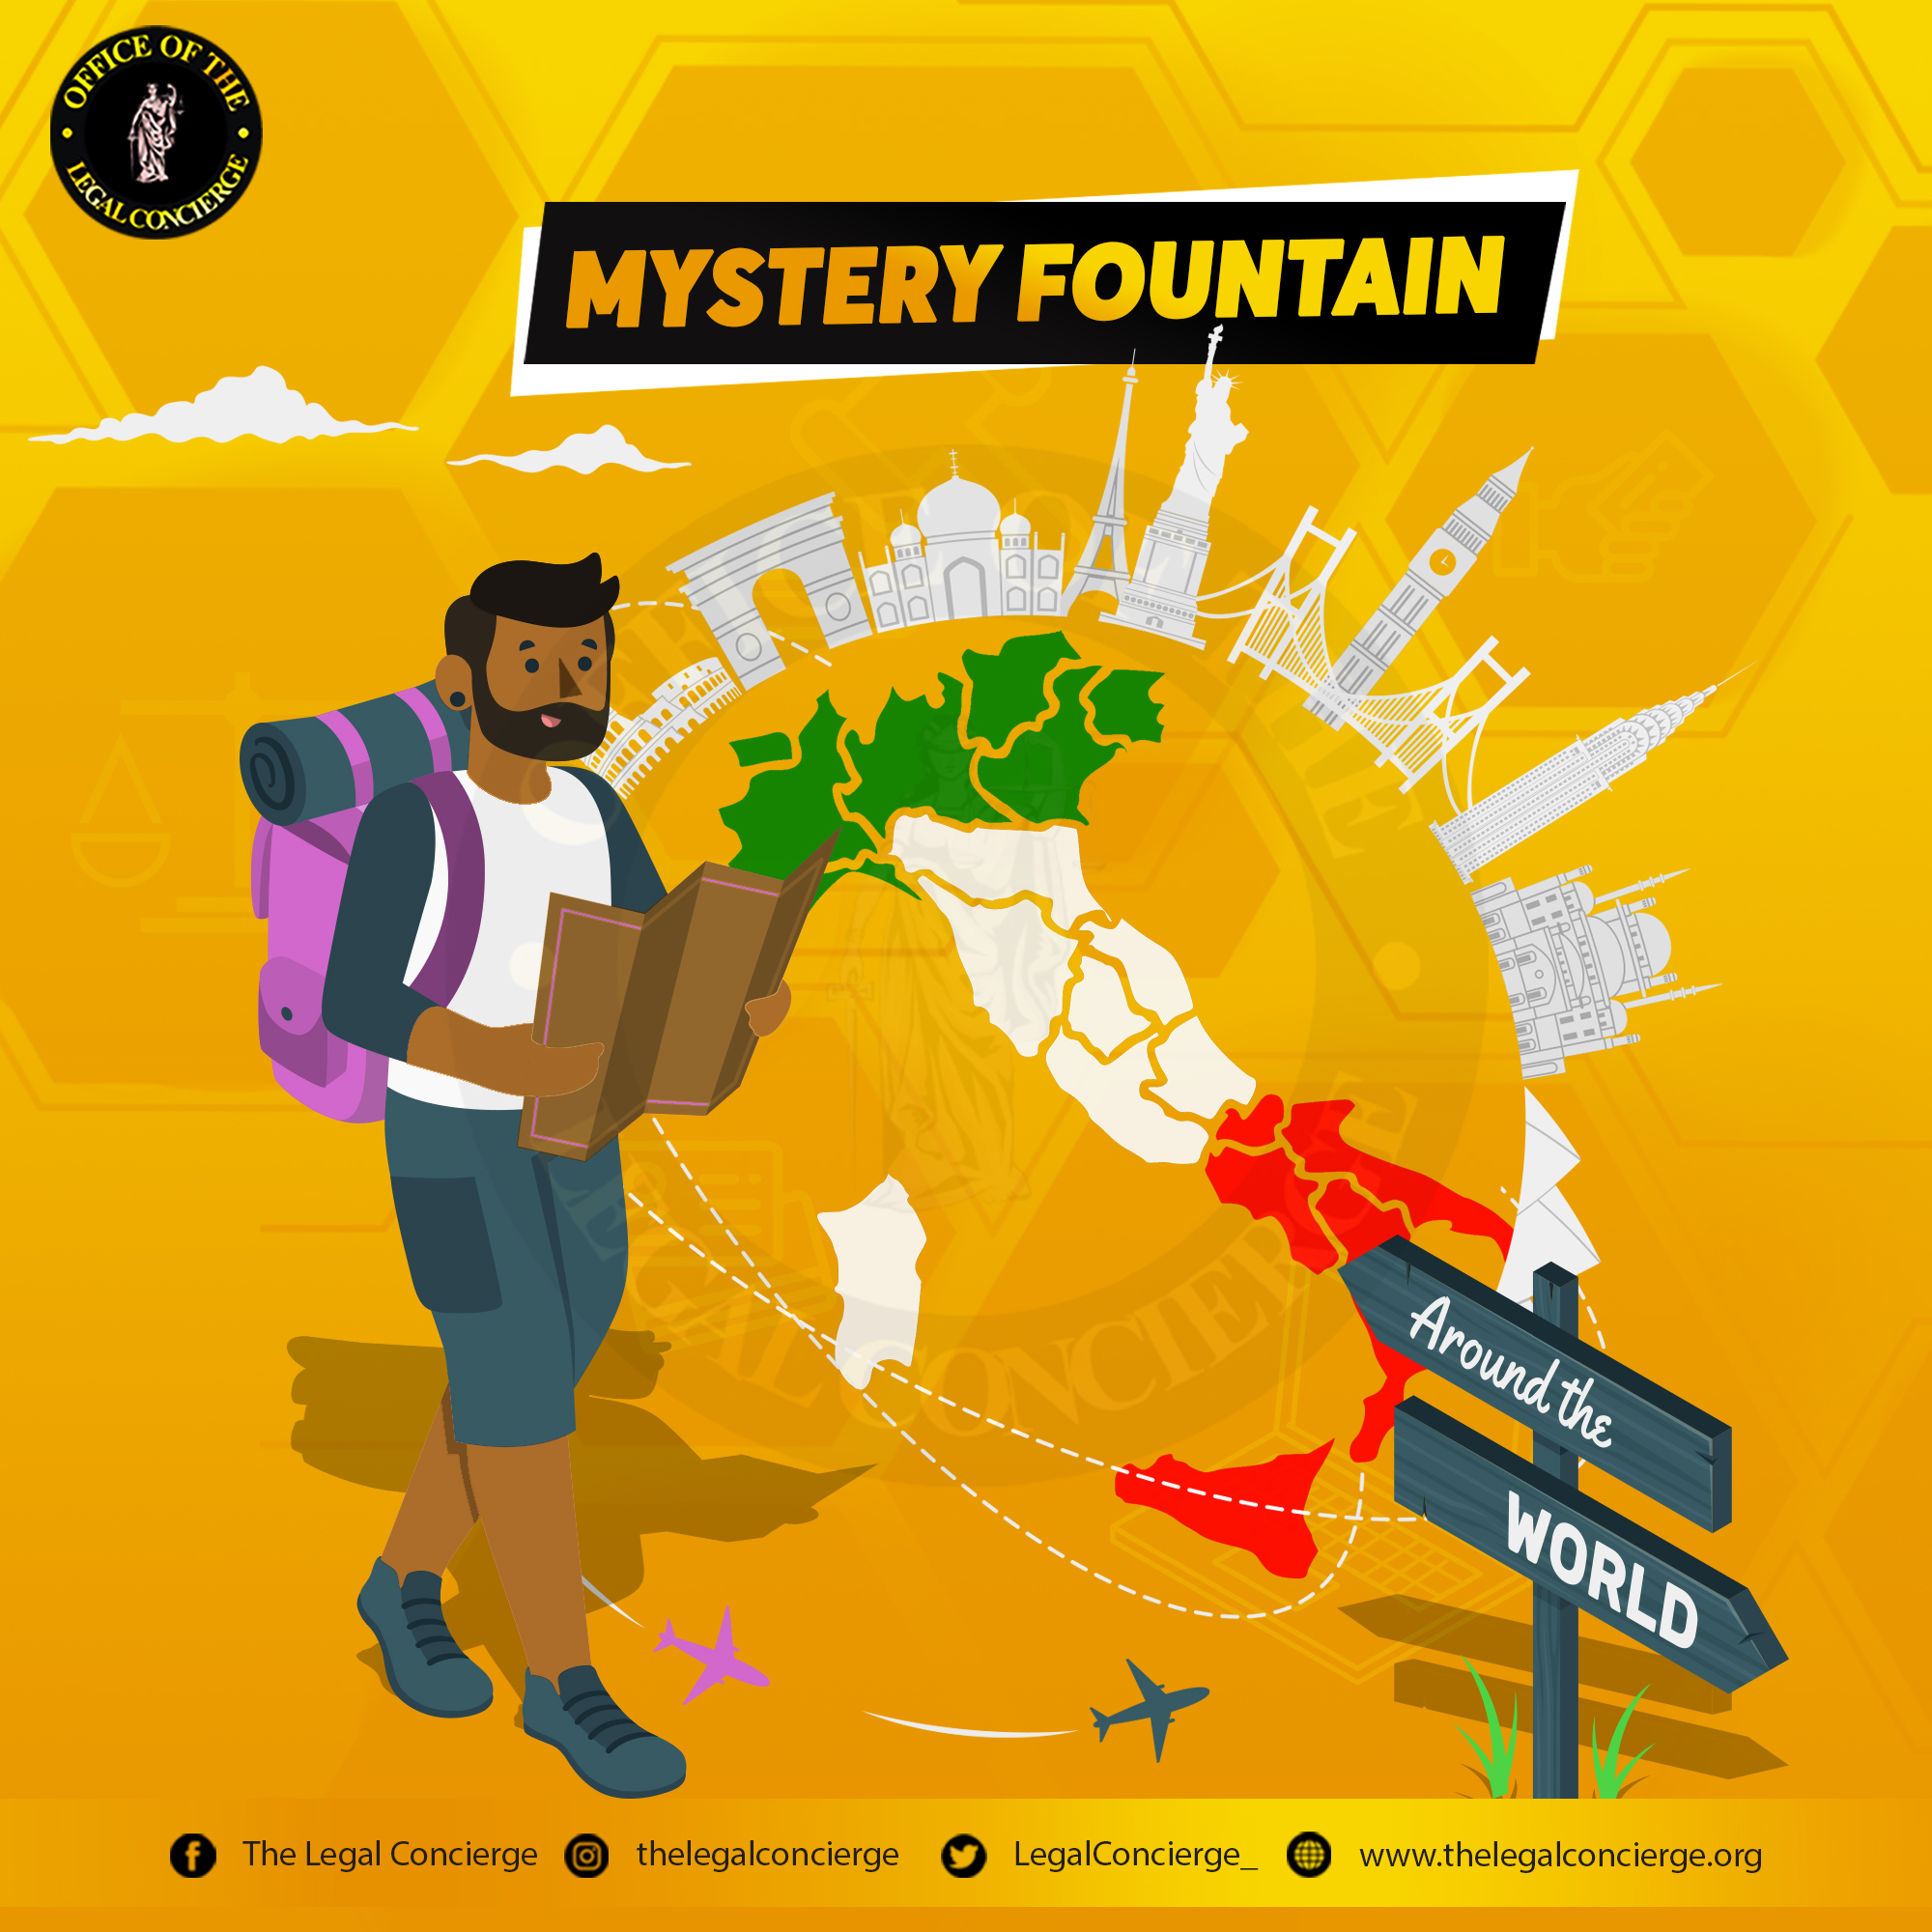 OFFICE OF THE
LEGAL CONCIERGE
MYSTERY FOUNTAIN
Around the
WORLD
The Legal Concierge
thelegalconcierge
LegalConcierge_
www.thelegalconcierge.org